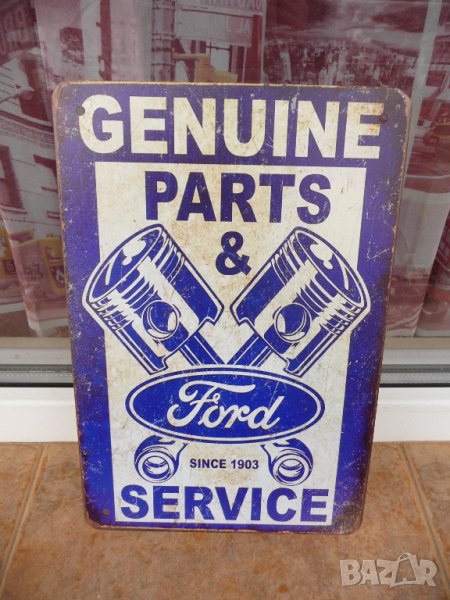 GENUINE
PARTS
&
Ford
SINCE 1903
SERVICE
BAZAR